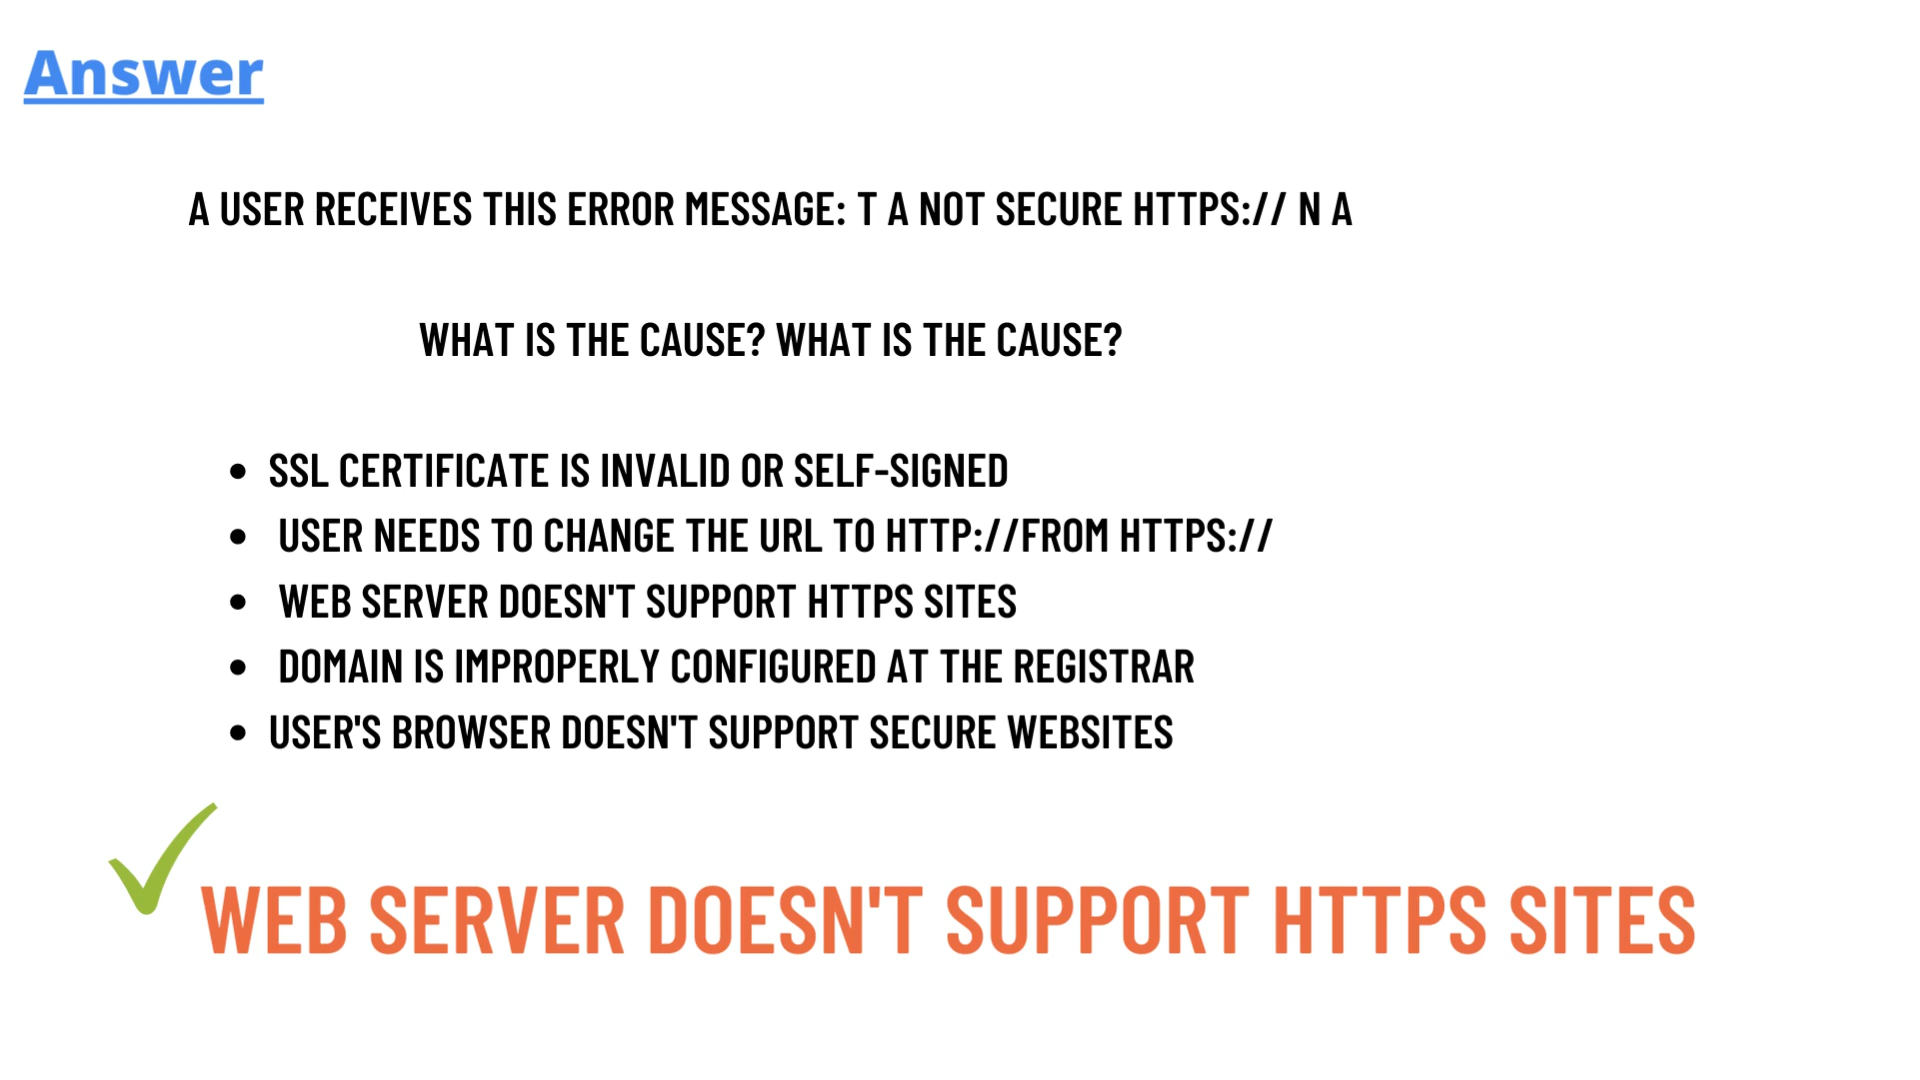 Answer
A USER RECEIVES THIS ERROR MESSAGE: T A NOT SECURE HTTPS:// N A
WHAT IS THE CAUSE? WHAT IS THE CAUSE?
• SSL CERTIFICATE IS INVALID OR SELF-SIGNED
• USER NEEDS TO CHANGE THE URL TO HTTP://FROM HTTPS://
• WEB SERVER DOESN'T SUPPORT HTTPS SITES
• DOMAIN IS IMPROPERLY CONFIGURED AT THE REGISTRAR
• USER'S BROWSER DOESN'T SUPPORT SECURE WEBSITES
WEB SERVER DOESN'T SUPPORT HTTPS SITES